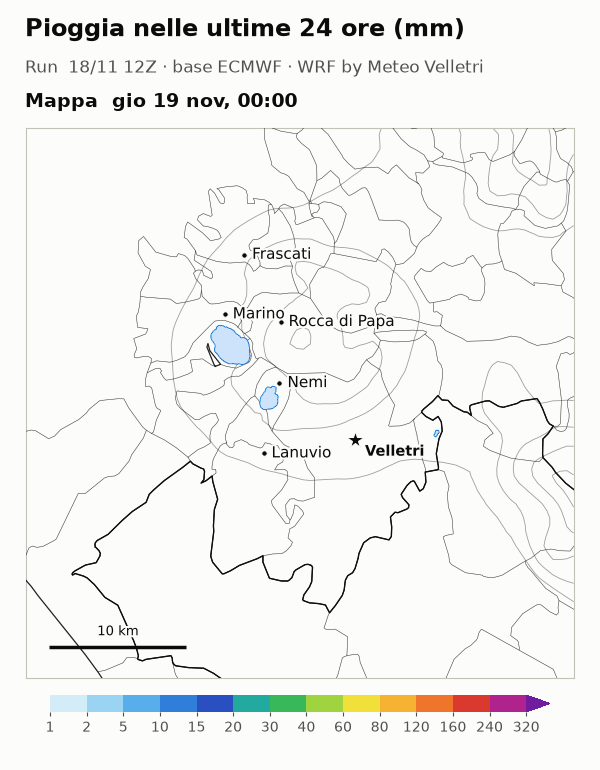 Pioggia nelle ultime 24 ore (mm)
Run  18/11 12Z · base ECMWF · WRF by Meteo Velletri
Mappa  gio 19 nov, 00:00
Frascati
Marino
Rocca di Papa
Nemi
Velletri
Lanuvio
10 km
1 2 5 10 15 20 30 40 60 80 120 160 240 320